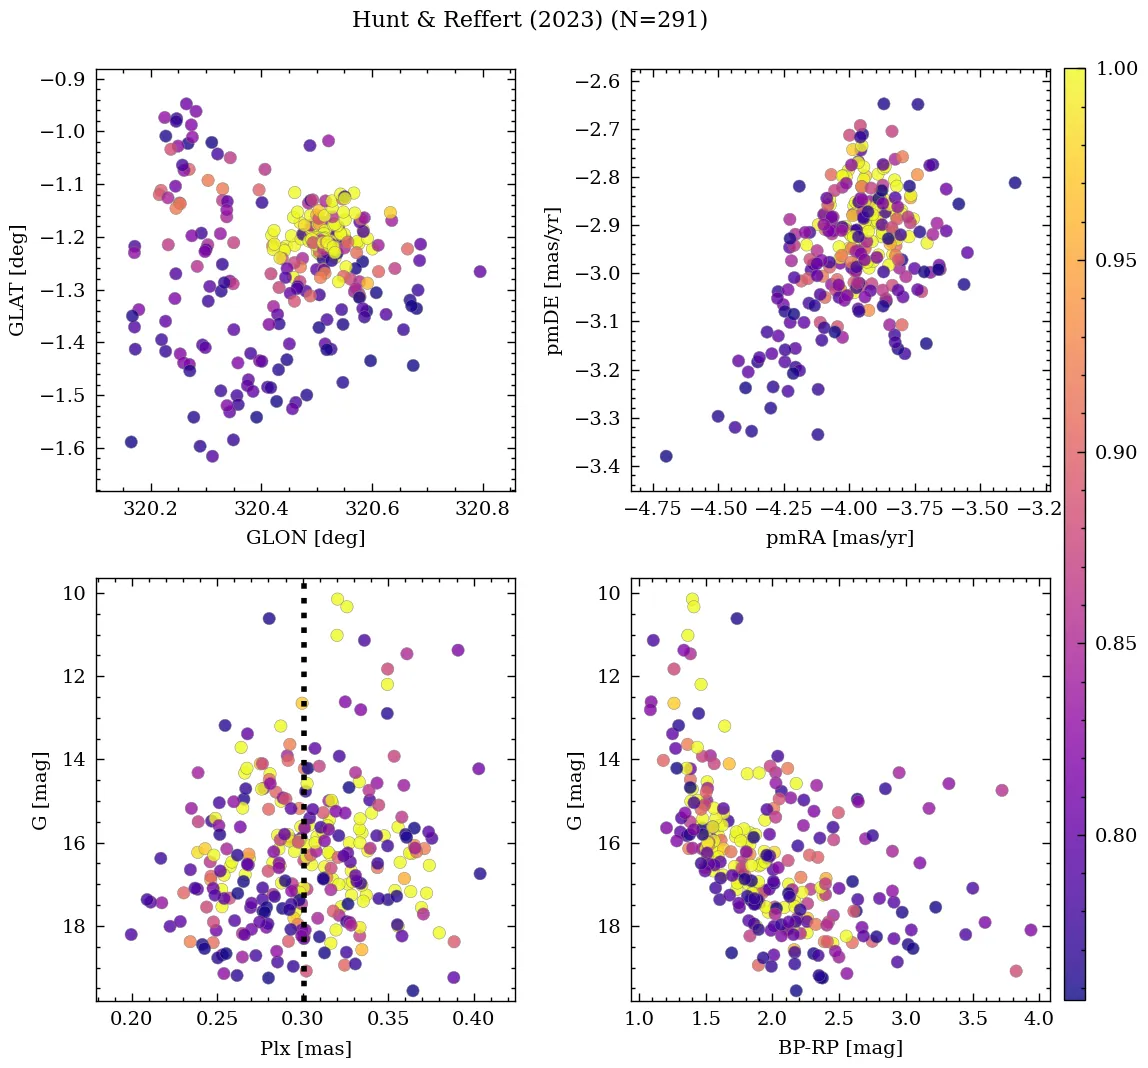 Hunt & Reffert (2023) (N=291)
−0.9
−1.0
−1.1
−1.2
−1.3
−1.4
−1.5
−1.6
GLAT [deg]
320.2 320.4 320.6 320.8
GLON [deg]
−2.6
−2.7
−2.8
−2.9
−3.0
−3.1
−3.2
−3.3
−3.4
pmDE [mas/yr]
−4.75 −4.50 −4.25 −4.00 −3.75 −3.50 −3.2
pmRA [mas/yr]
1.00
0.95
0.90
0.85
0.80
10
12
14
16
18
G [mag]
0.20 0.25 0.30 0.35 0.40
Plx [mas]
10
12
14
16
18
G [mag]
1.0 1.5 2.0 2.5 3.0 3.5 4.0
BP-RP [mag]